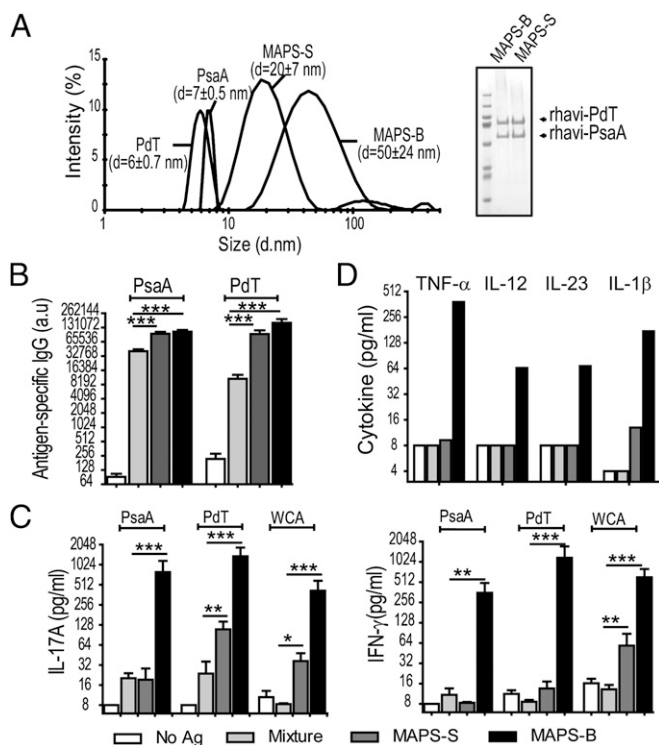 A
Intensity (%)
15
10
5
0
1
10
100
Size (d.nm)
PdT
(d=6±0.7 nm)
PsaA
(d=7±0.5 nm)
MAPS-S
(d=20±7 nm)
MAPS-B
(d=50±24 nm)
MAPS-B
MAPS-S
rhavi-PdT
rhavi-PsaA
B
Antigen-specific IgG (a.u)
262144
131072
65536
32768
16384
8192
4096
2048
1024
512
256
128
64
PsaA
***
***
PdT
***
***
D
Cytokine (pg/ml)
512
256
128
64
32
16
8
4
TNF-α IL-12 IL-23 IL-1β
C
IL-17A (pg/ml)
2048
1024
512
256
128
64
32
16
8
PsaA
***
PdT
***
**
WCA
***
*
IFN-γ(pg/ml)
2048
1024
512
256
128
64
32
16
8
PsaA
**
PdT
***
WCA
***
**
No Ag Mixture MAPS-S MAPS-B